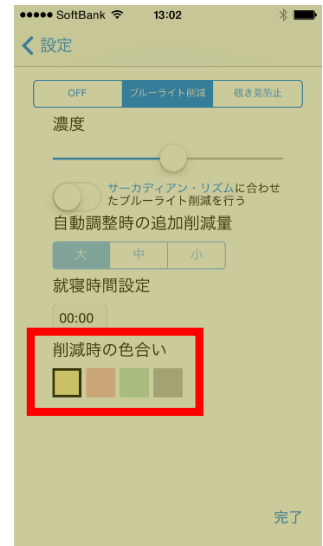 SoftBank 13:02
設定
OFF ブルーライト削減 覗き見防止
濃度
サーカディアン・リズムに合わせ
たブルーライト削減を行う
自動調整時の追加削減量
大 中 小
就寝時間設定
00:00
削減時の色合い
完了